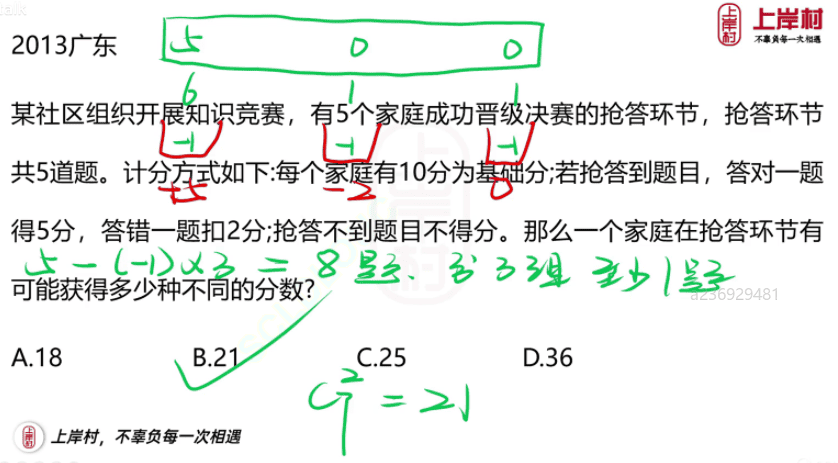 talk
上岸村
不辜负每一次相遇
2013广东
5 0 0
6 1 1
某社区组织开展知识竞赛，有5个家庭成功晋级决赛的抢答环节，抢答环节
-1 -1 -1
共5道题。计分方式如下:每个家庭有10分为基础分;若抢答到题目，答对一题
+5 -2 0
得5分，答错一题扣2分;抢答不到题目不得分。那么一个家庭在抢答环节有
5-(-1)×3=8题、分3组 至少1题
可能获得多少种不同的分数?
a236929481
A.18 B.21 C.25 D.36
C 2 7 = 21
上岸村，不辜负每一次相遇